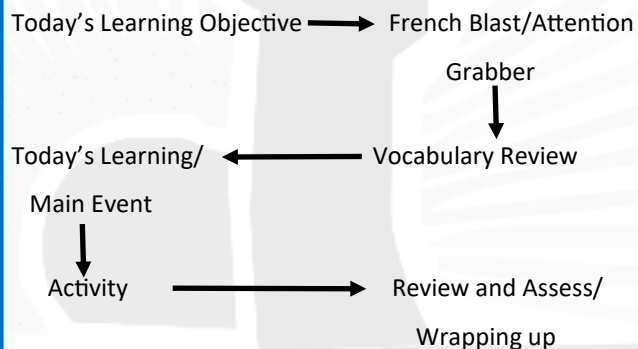 Today’s Learning Objective
French Blast/Attention
Grabber
Vocabulary Review
Today’s Learning/
Main Event
Activity
Review and Assess/
Wrapping up